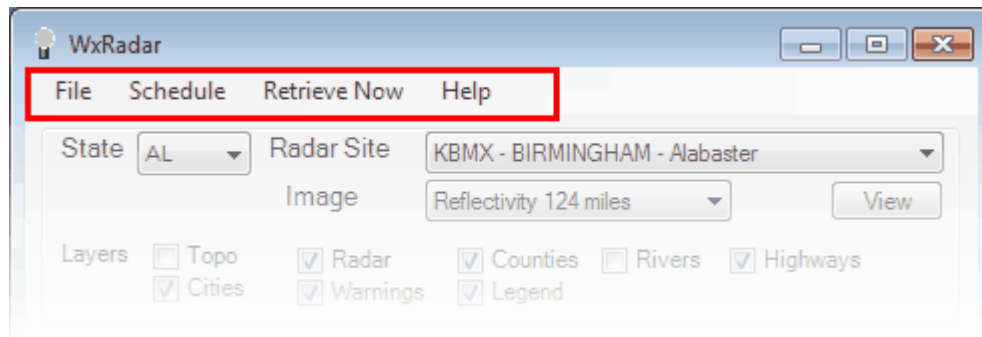 WxRadar
File Schedule Retrieve Now Help
State AL Radar Site KBMX - BIRMINGHAM - Alabaster
Image Reflectivity 124 miles View
Layers Topo Radar Counties Rivers Highways
Cities Warnings Legend